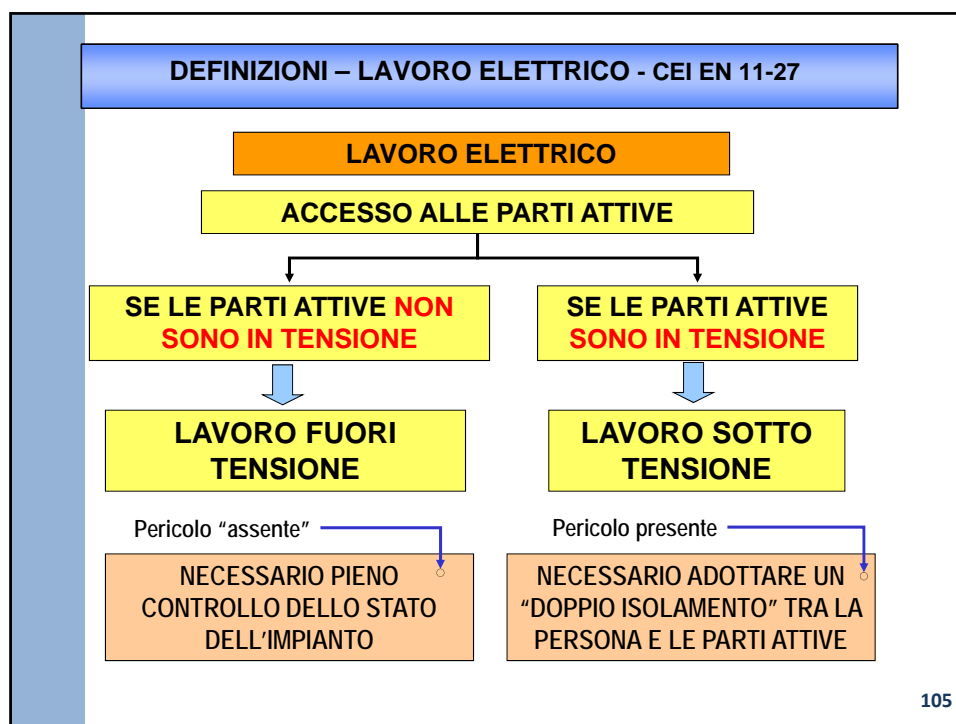 DEFINIZIONI – LAVORO ELETTRICO - CEI EN 11-27
LAVORO ELETTRICO
ACCESSO ALLE PARTI ATTIVE
SE LE PARTI ATTIVE NON
SONO IN TENSIONE
SE LE PARTI ATTIVE
SONO IN TENSIONE
LAVORO FUORI
TENSIONE
LAVORO SOTTO
TENSIONE
Pericolo “assente”
Pericolo presente
NECESSARIO PIENO
CONTROLLO DELLO STATO
DELL’IMPIANTO
NECESSARIO ADOTTARE UN
“DOPPIO ISOLAMENTO” TRA LA
PERSONA E LE PARTI ATTIVE
105